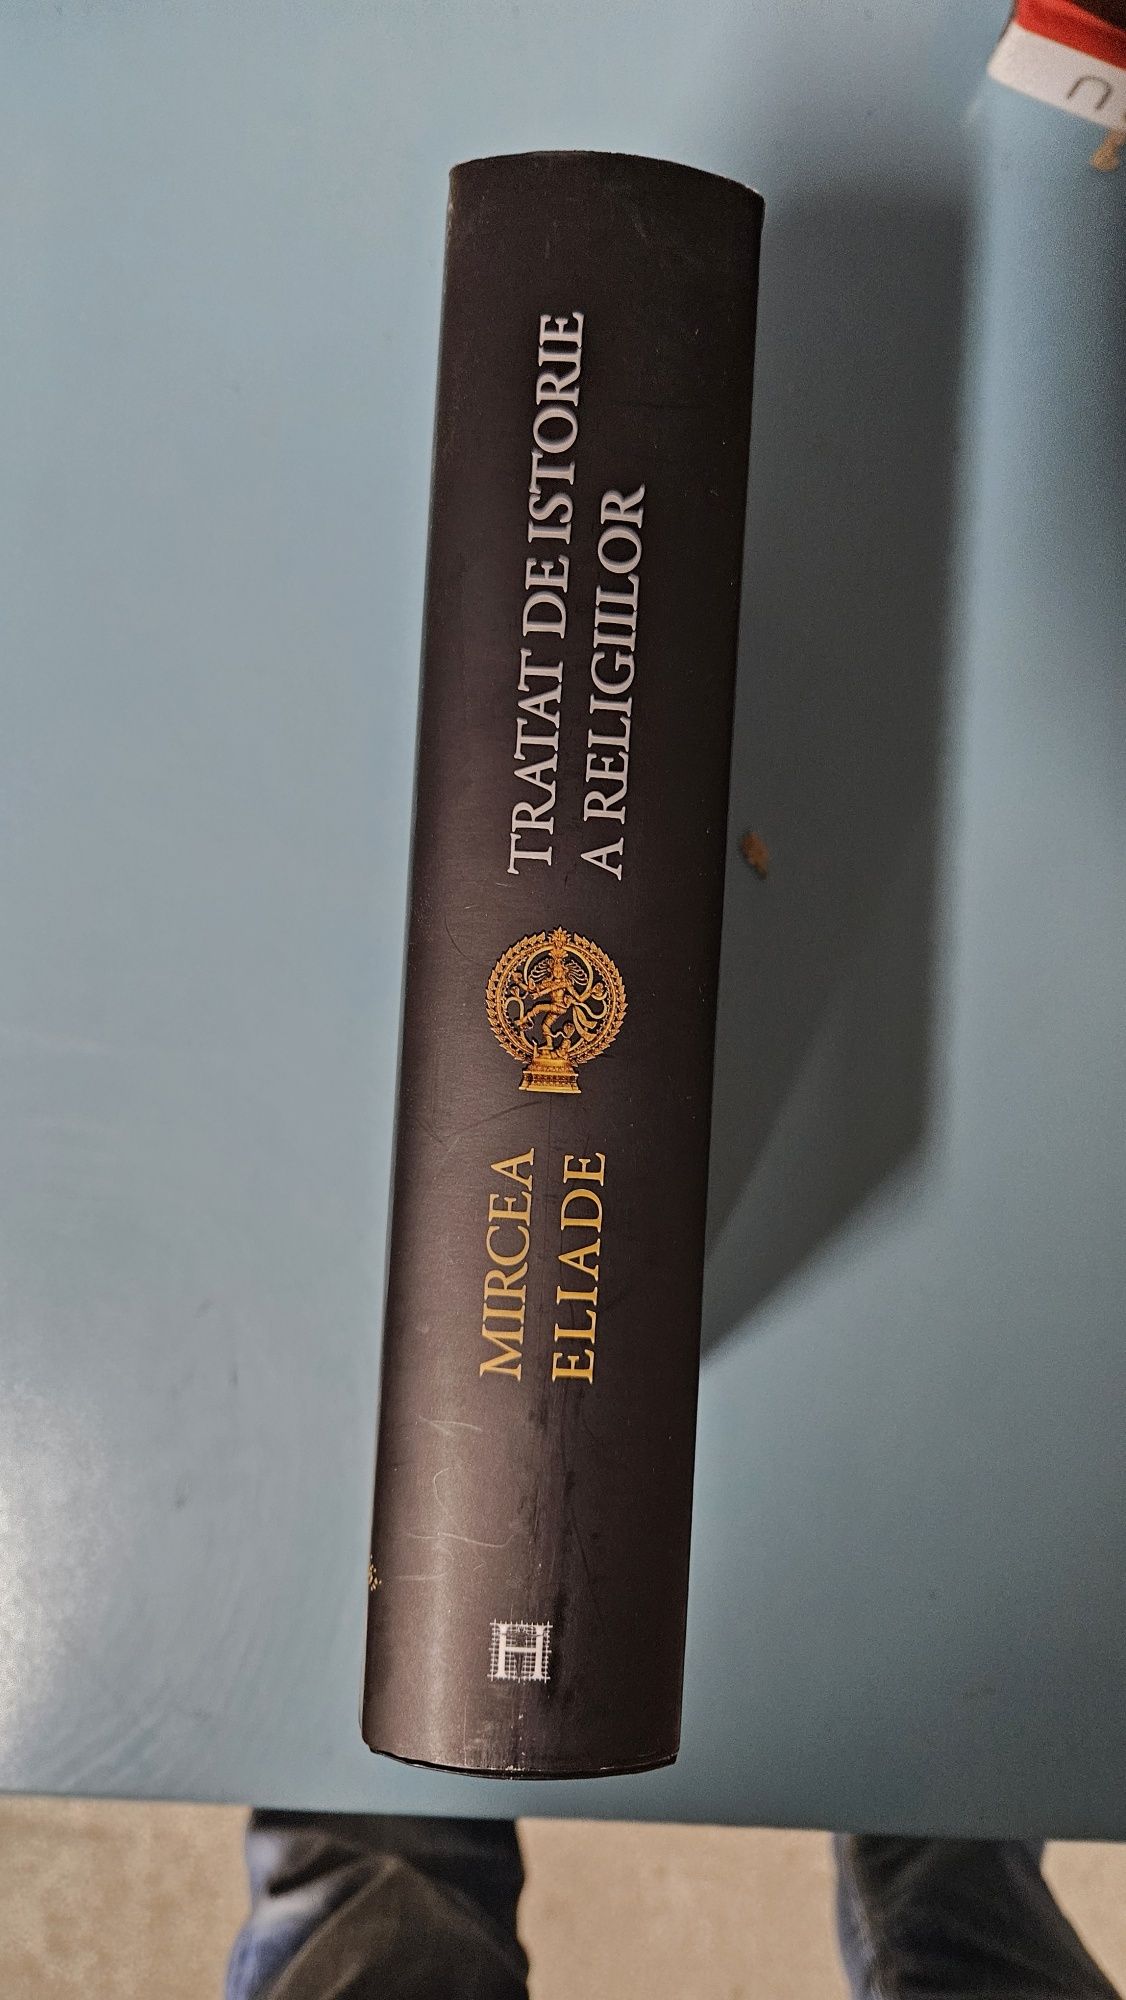 TRATAT DE ISTORIE
A RELIGIILOR
MIRCEA
ELIADE
H